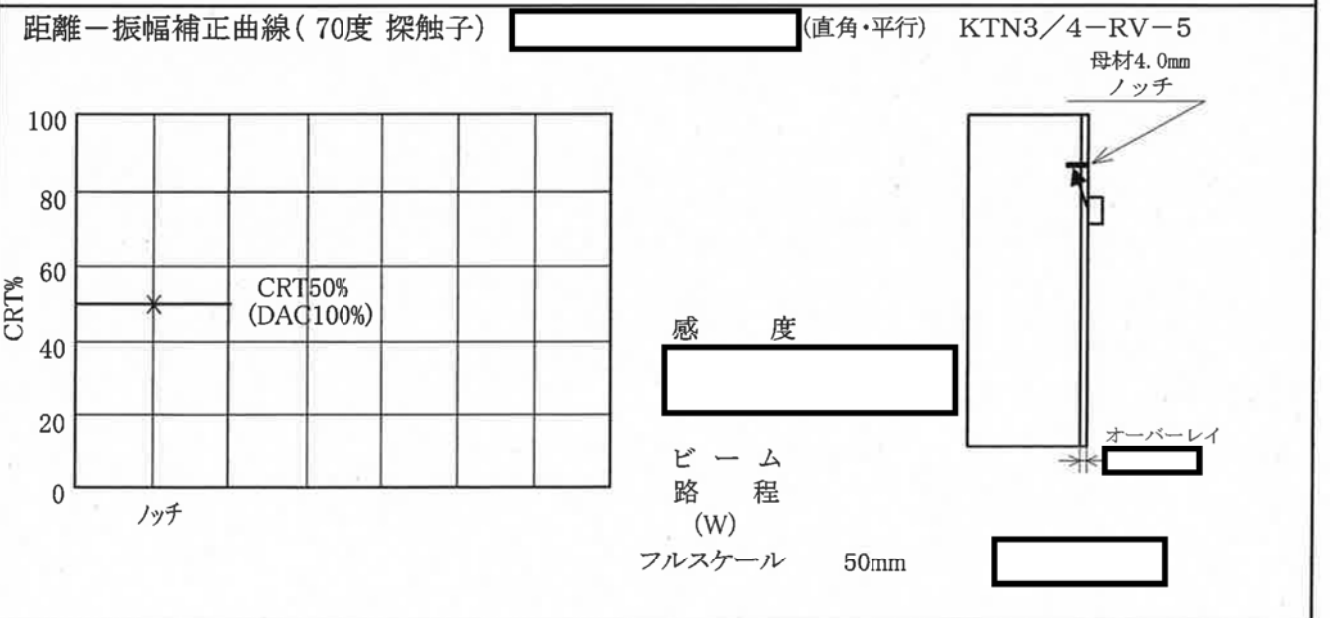 距離－振幅補正曲線( 70度 探触子)
(直角・平行) KTN3／4－RV－5
母材4.0mm
ノッチ
100
80
60
40
20
0
CRT%
CRT50%
(DAC100%)
ノッチ
感 度
ビーム
路 程
(W)
フルスケール 50mm
オーバーレイ